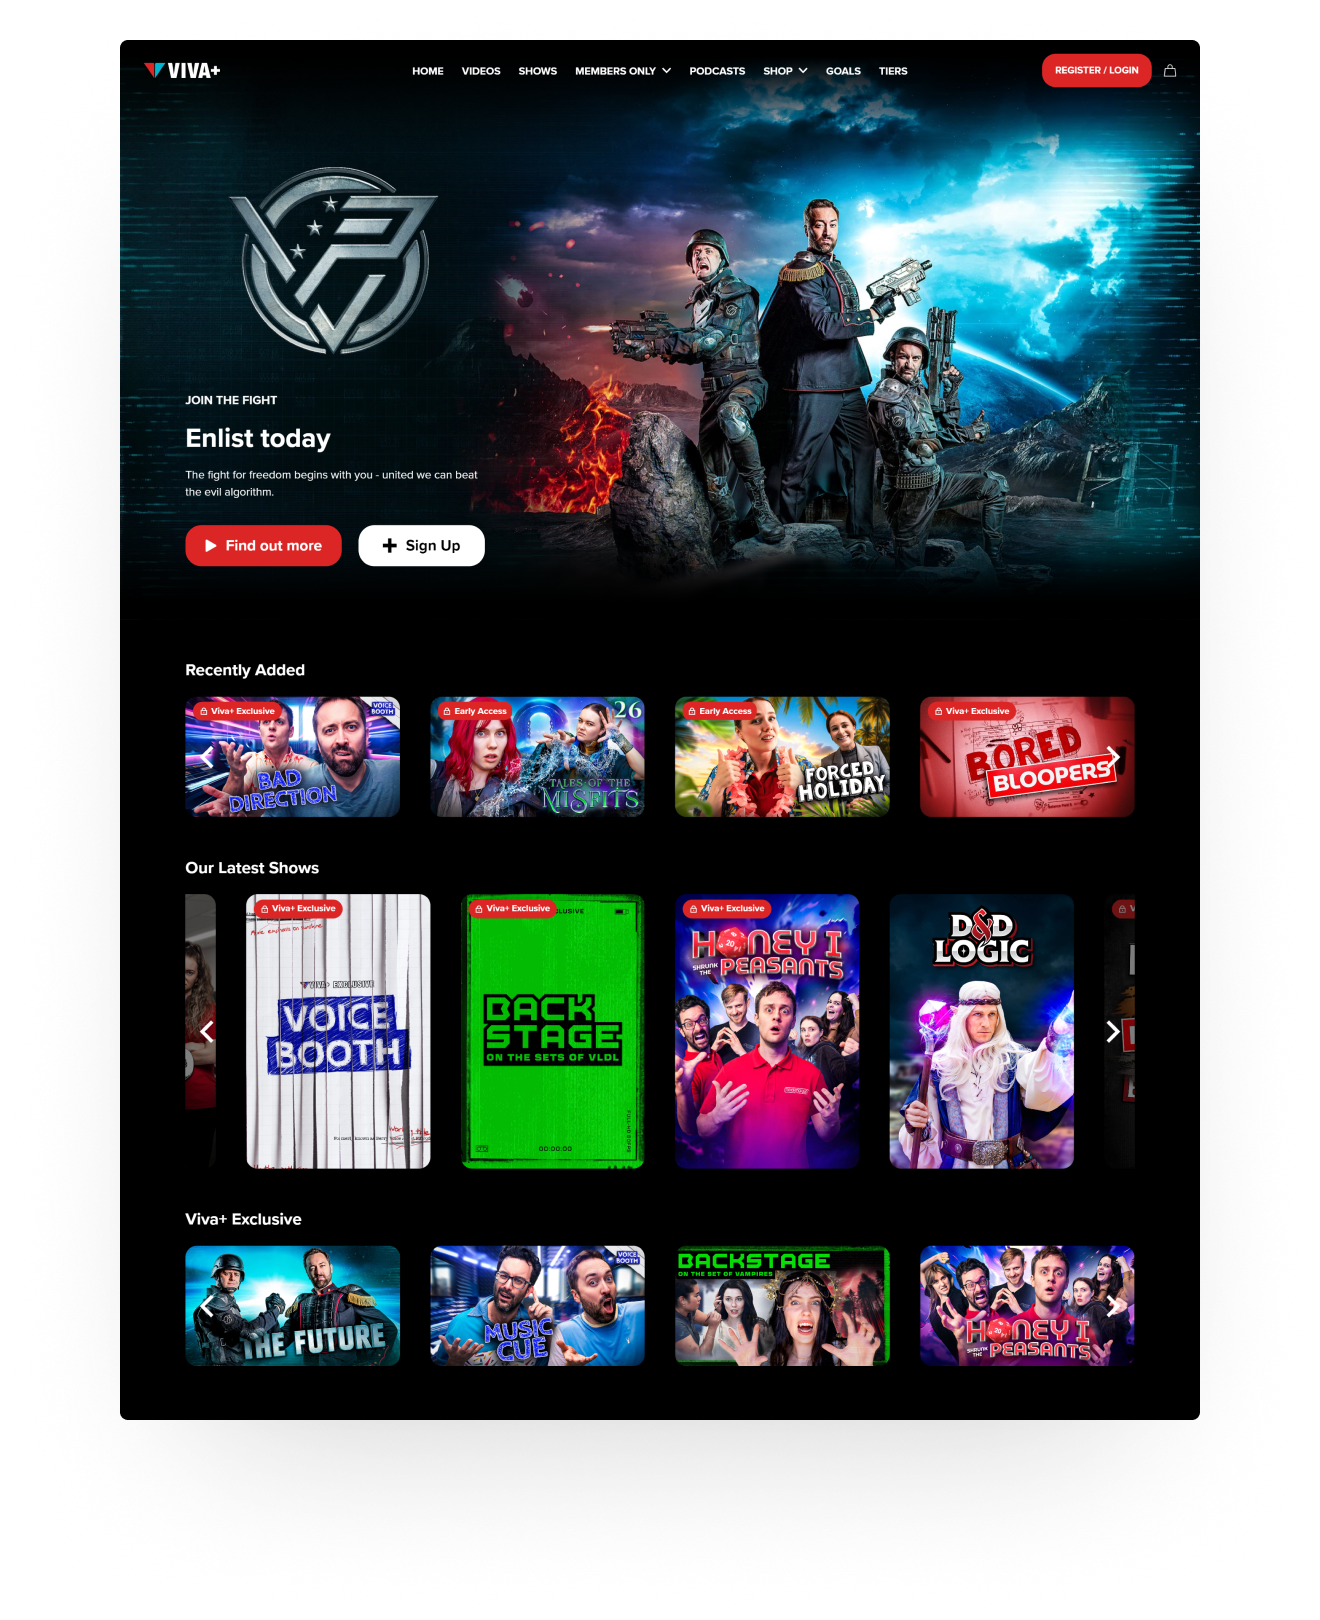 VIVA+
HOME VIDEOS SHOWS MEMBERS ONLY PODCASTS SHOP GOALS TIERS
REGISTER / LOGIN
JOIN THE FIGHT
Enlist today
The fight for freedom begins with you - united we can beat
the evil algorithm.
Find out more
Sign Up
Recently Added
Viva+ Exclusive
VOICE
BOOTH
BAD
DIRECTION
Early Access
26
TALES OF THE
MISFITS
Early Access
FORCED
HOLIDAY
Viva+ Exclusive
BORED
BLOOPERS
Our Latest Shows
Viva+ Exclusive
VIVA+ EXCLUSIVE
VOICE
BOOTH
Viva+ Exclusive
BACK
STAGE
ON THE SETS OF VLDL
00:00:00
Viva+ Exclusive
HONEY I
SHRUNK
THE
PEASANTS
D&D
LOGIC
Viva+ Exclusive
VOICE
BOOTH
THE FUTURE
MUSIC
CUE
BACKSTAGE
ON THE SET OF VAMPIRES
HONEY I
SHRUNK
THE
PEASANTS